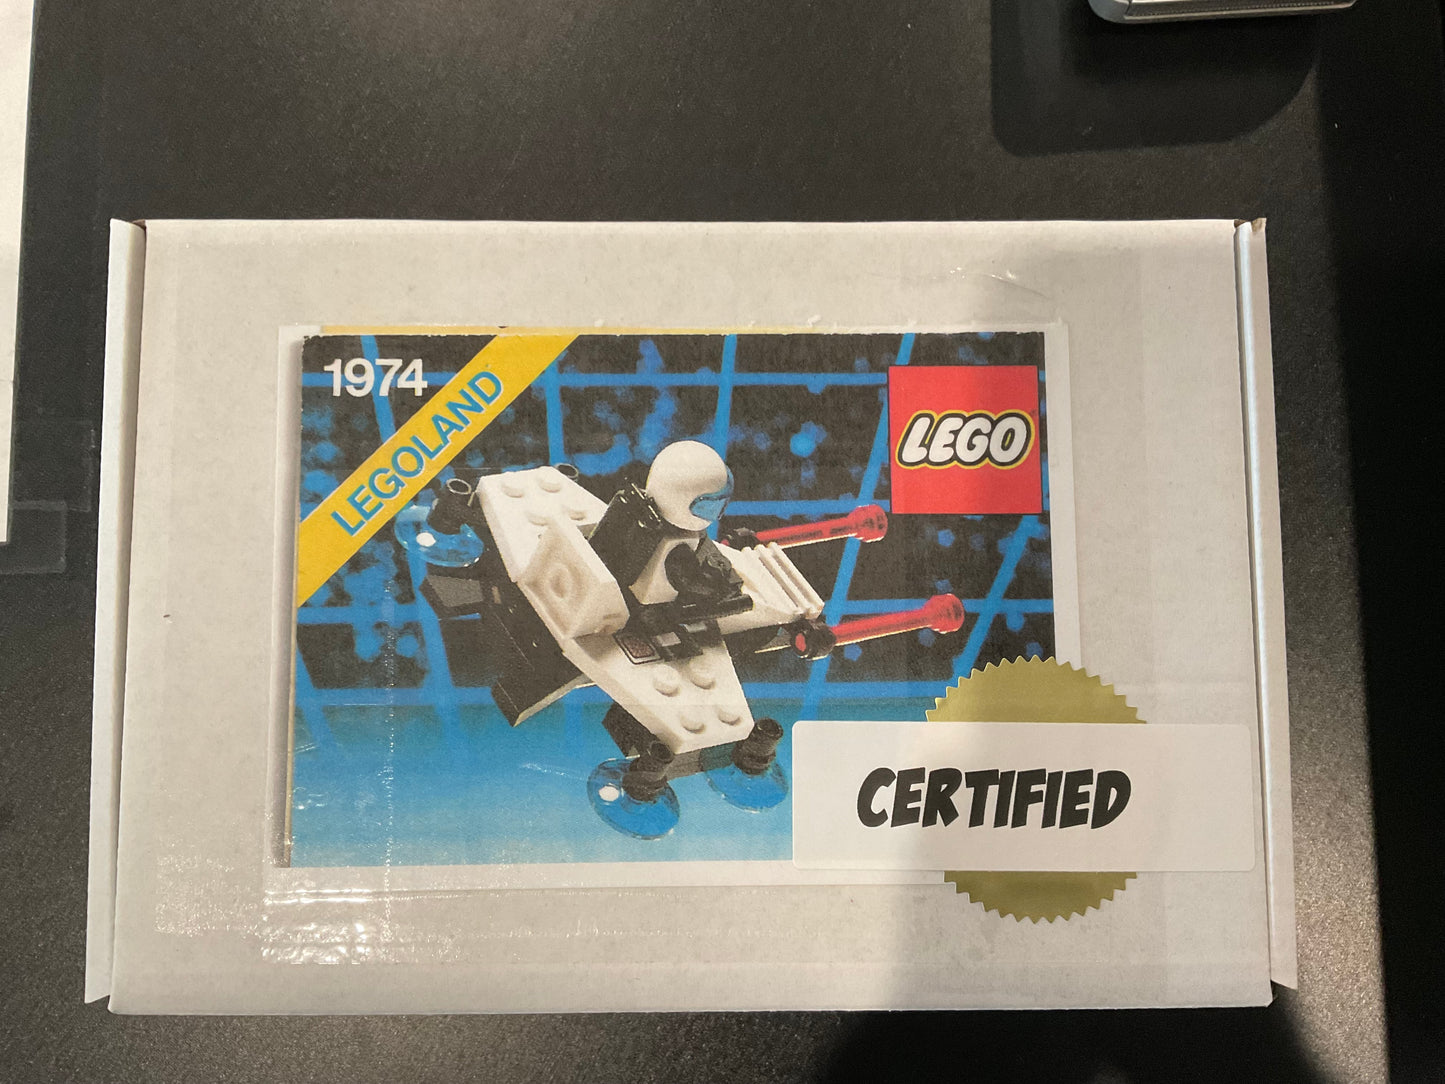 1974
LEGOLAND
LEGO
CERTIFIED